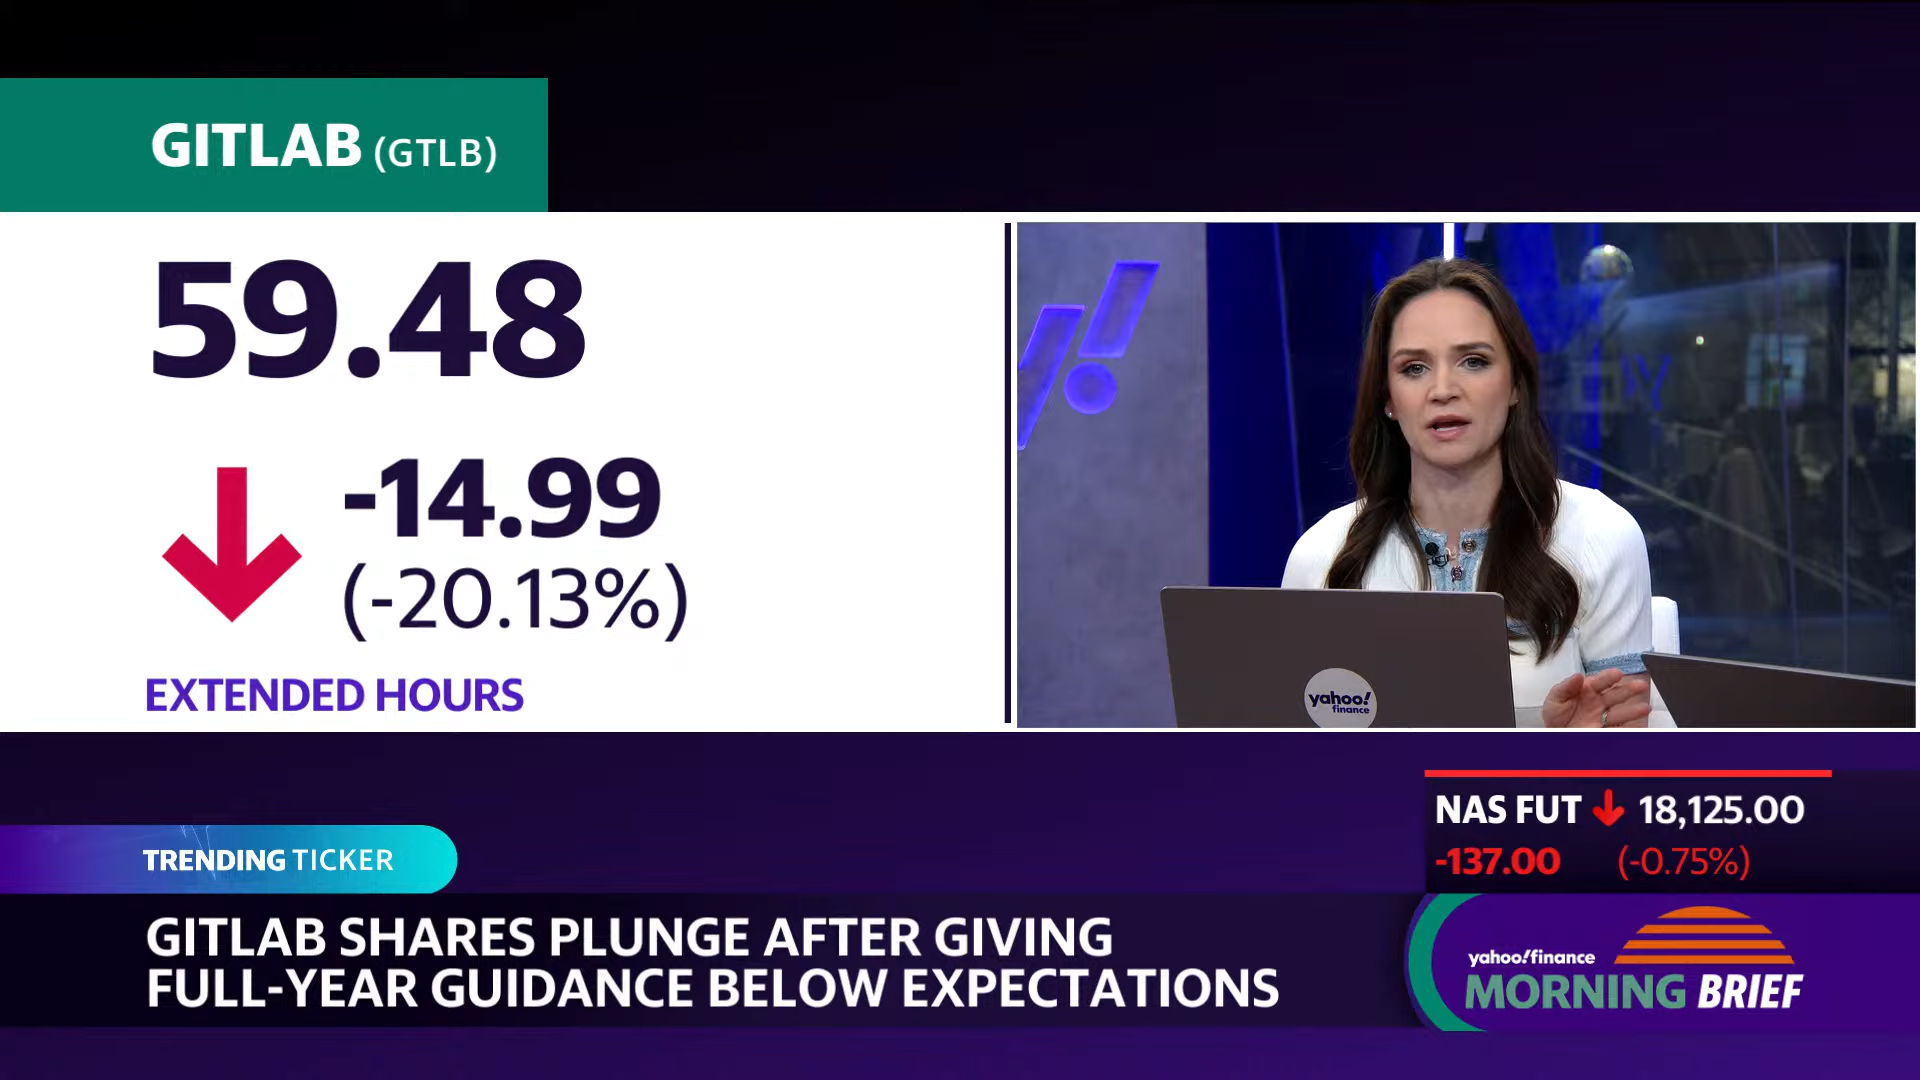 GITLAB (GTLB)
59.48
-14.99
(-20.13%)
EXTENDED HOURS
yahoo!
finance
NAS FUT 18,125.00
-137.00 (-0.75%)
TRENDING TICKER
GITLAB SHARES PLUNGE AFTER GIVING
FULL-YEAR GUIDANCE BELOW EXPECTATIONS
yahoo!finance
MORNING BRIEF